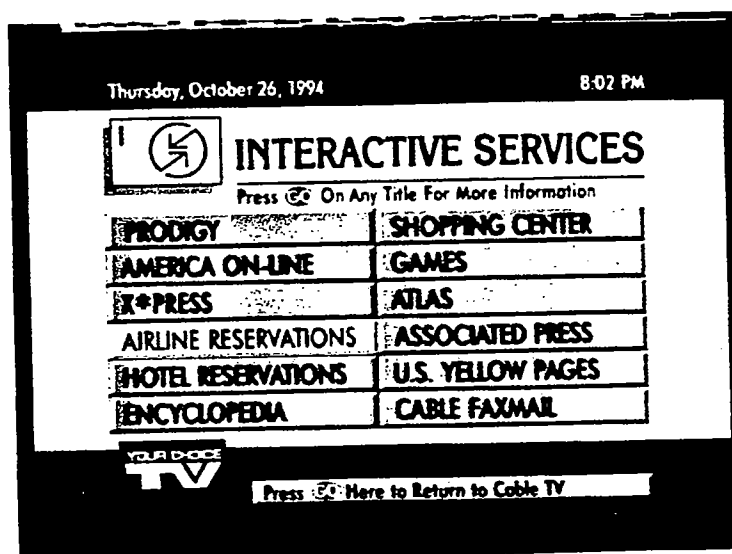 Thursday, October 26, 1994 8:02 PM
INTERACTIVE SERVICES
Press GO On Any Title For More Information
PRODIGY SHOPPING CENTER
AMERICA ON-LINE GAMES
X*PRESS ATLAS
AIRLINE RESERVATIONS ASSOCIATED PRESS
HOTEL RESERVATIONS U.S. YELLOW PAGES
ENCYCLOPEDIA CABLE FAXMAIL
YOUR CHOICE
TV
Press GO Here to Return to Cable TV